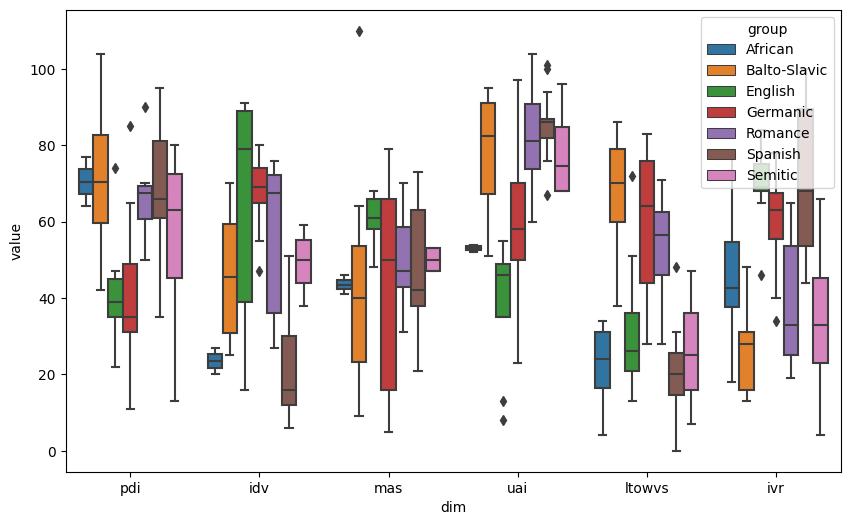 group
African
Balto-Slavic
English
Germanic
Romance
Spanish
Semitic
100
80
60
40
20
0
value
pdi
idv
mas
uai
ltowvs
ivr
dim